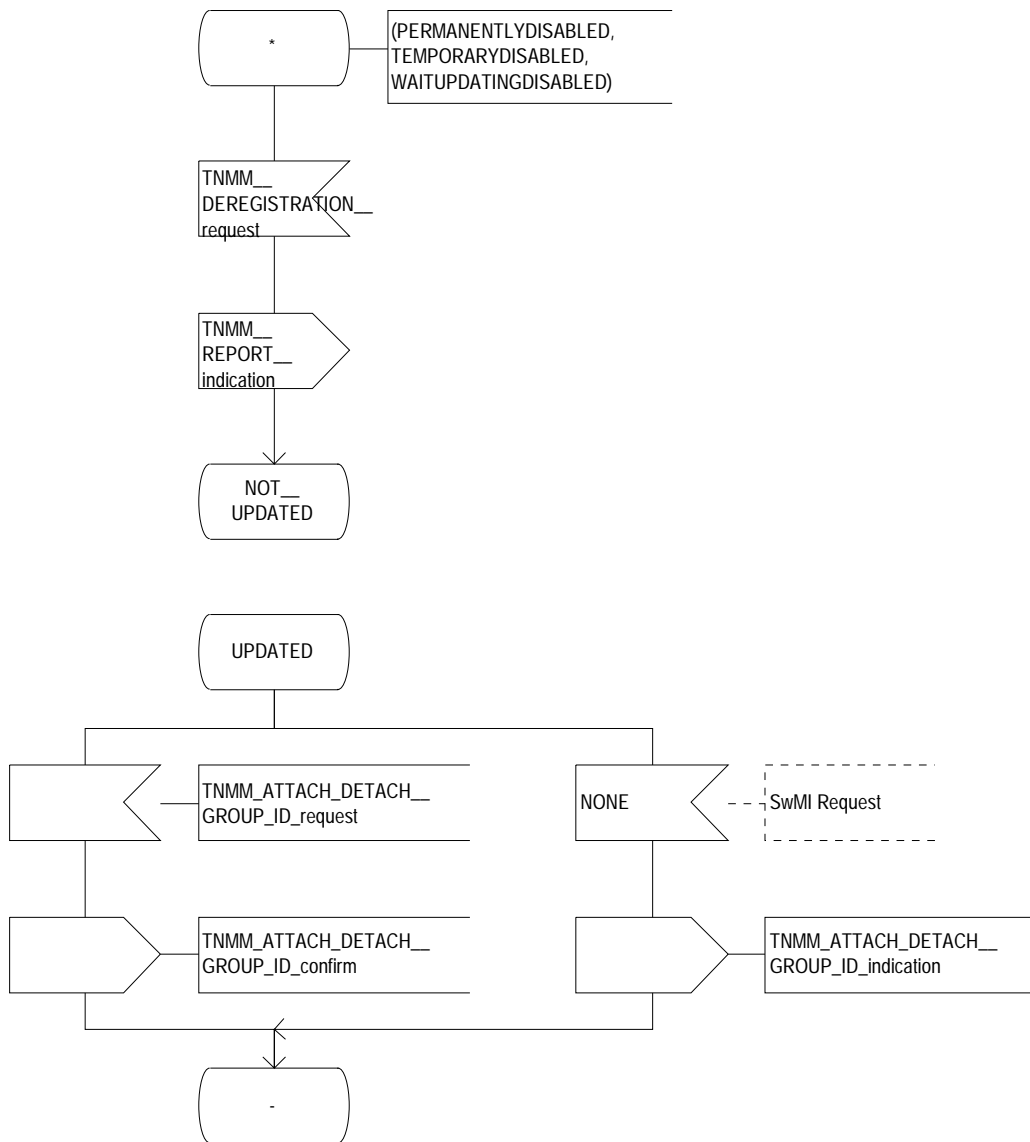 *
(PERMANENTLYDISABLED,
TEMPORARYDISABLED,
WAITUPDATINGDISABLED)
TNMM__
DEREGISTRATION__
request
TNMM__
REPORT__
indication
NOT__
UPDATED
UPDATED
TNMM_ATTACH_DETACH__
GROUP_ID_request
NONE
SwMI Request
TNMM_ATTACH_DETACH__
GROUP_ID_confirm
TNMM_ATTACH_DETACH__
GROUP_ID_indication
-